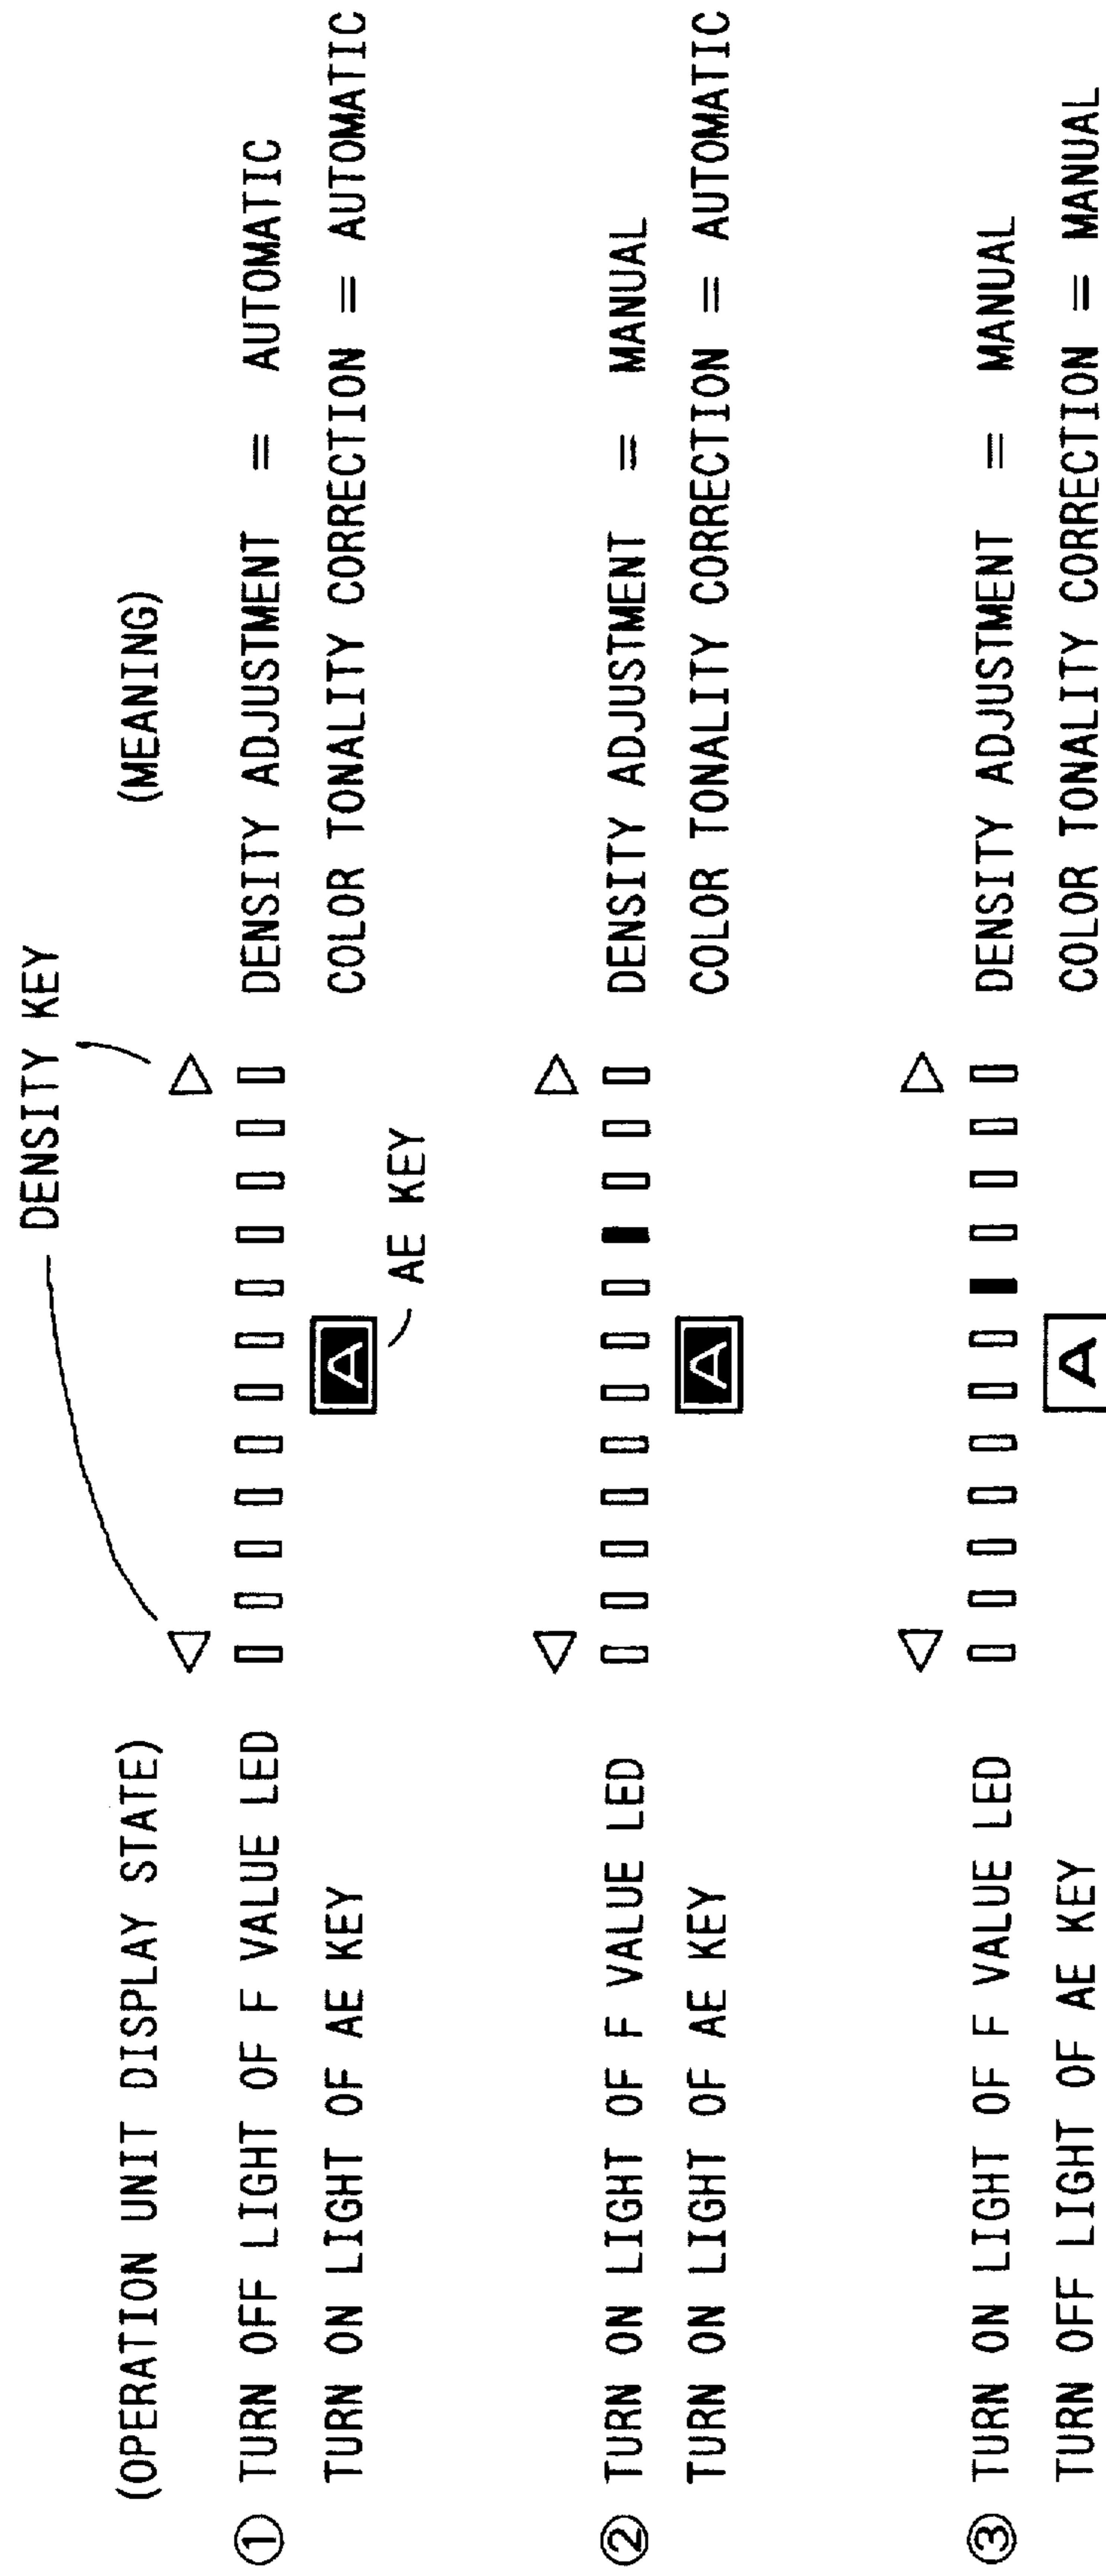 DENSITY KEY
(OPERATION UNIT DISPLAY STATE)
(MEANING)
① TURN OFF LIGHT OF F VALUE LED
DENSITY ADJUSTMENT = AUTOMATIC
TURN ON LIGHT OF AE KEY
A
COLOR TONALITY CORRECTION = AUTOMATIC
AE KEY
② TURN ON LIGHT OF F VALUE LED
DENSITY ADJUSTMENT = MANUAL
TURN ON LIGHT OF AE KEY
A
COLOR TONALITY CORRECTION = AUTOMATIC
③ TURN ON LIGHT OF F VALUE LED
DENSITY ADJUSTMENT = MANUAL
TURN OFF LIGHT OF AE KEY
A
COLOR TONALITY CORRECTION = MANUAL